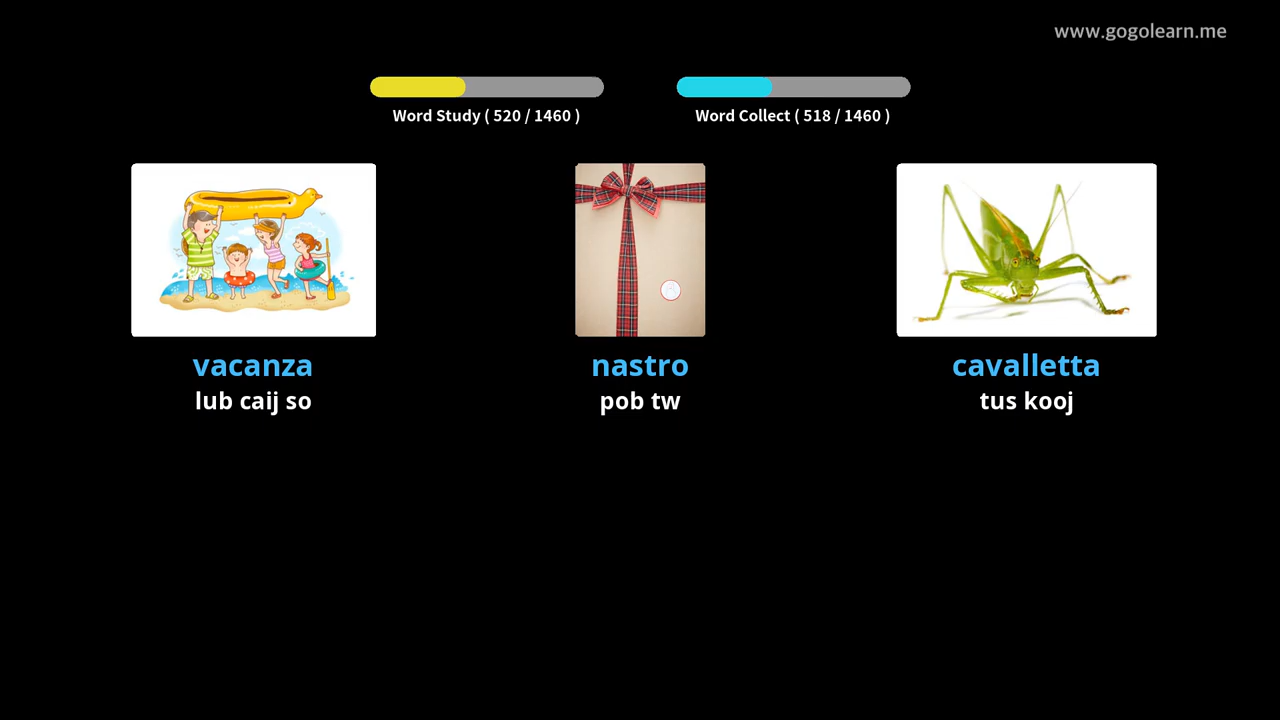 www.gogolearn.me
Word Study ( 520 / 1460 )
Word Collect ( 518 / 1460 )
vacanza
lub caij so
nastro
pob tw
cavalletta
tus kooj